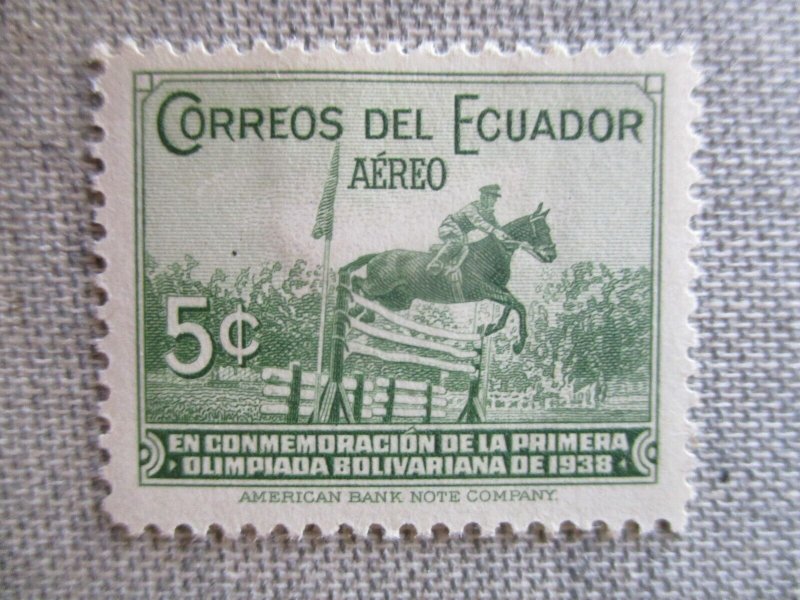 CORREOS DEL ECUADOR
AÉREO
5¢
EN CONMEMORACIÓN DE LA PRIMERA
OLIMPIADA BOLIVARIANA DE 1938
AMERICAN BANK NOTE COMPANY.